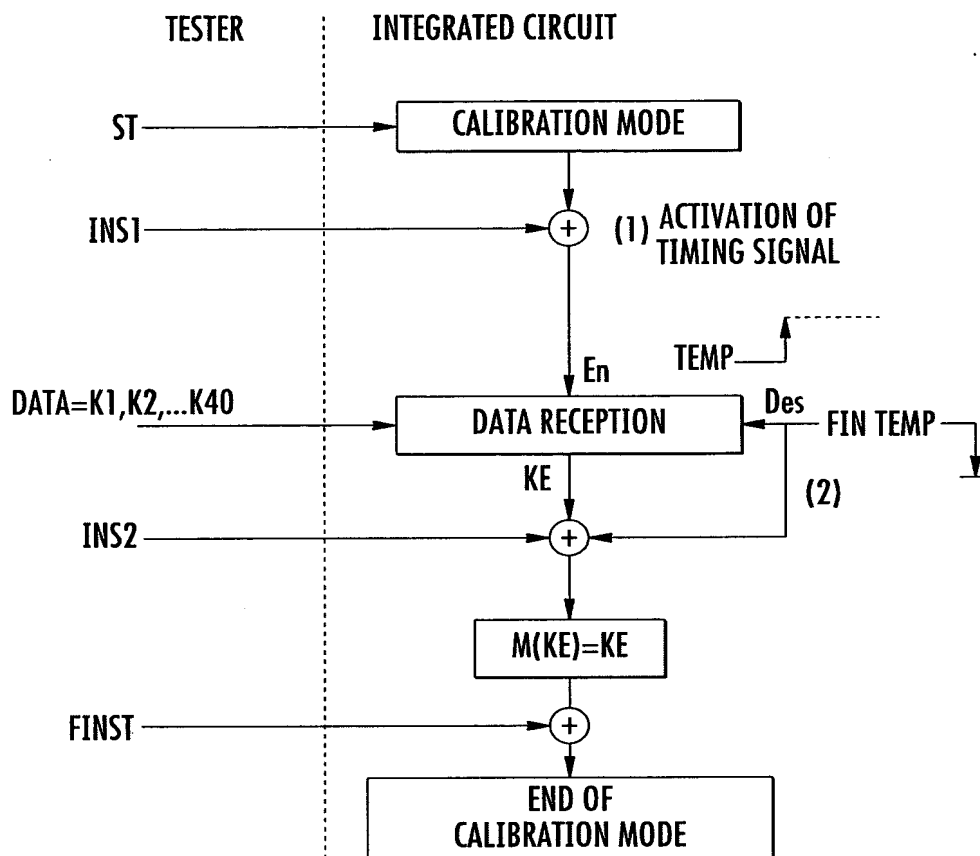 TESTER
INTEGRATED CIRCUIT
ST
CALIBRATION MODE
INS1
+
(1) ACTIVATION OF
TIMING SIGNAL
TEMP
En
DATA=K1,K2,...K40
DATA RECEPTION
Des
FIN TEMP
KE
(2)
INS2
+
M(KE)=KE
FINST
+
END OF
CALIBRATION MODE